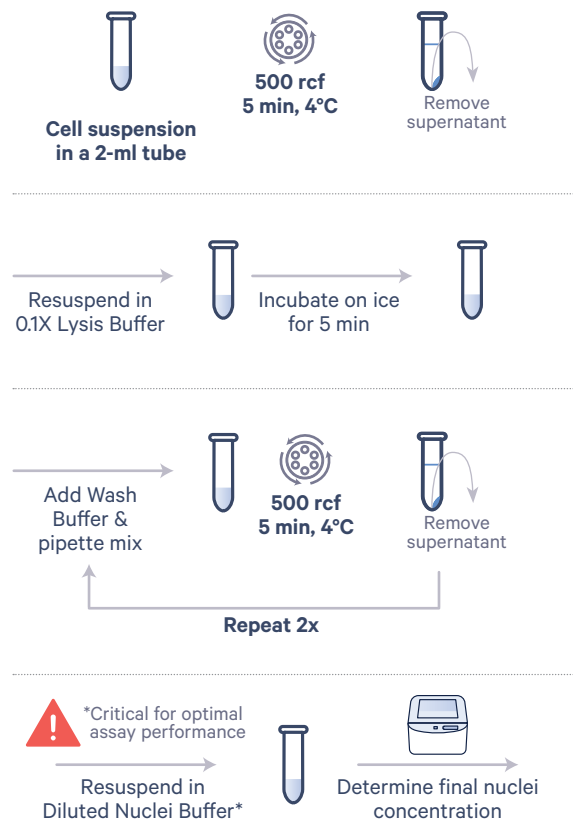 500 rcf
5 min, 4°C
Remove
supernatant
Cell suspension
in a 2-ml tube
Resuspend in
0.1X Lysis Buffer
Incubate on ice
for 5 min
Add Wash
Buffer &
pipette mix
500 rcf
5 min, 4°C
Remove
supernatant
Repeat 2x
*Critical for optimal
assay performance
Resuspend in
Diluted Nuclei Buffer*
Determine final nuclei
concentration